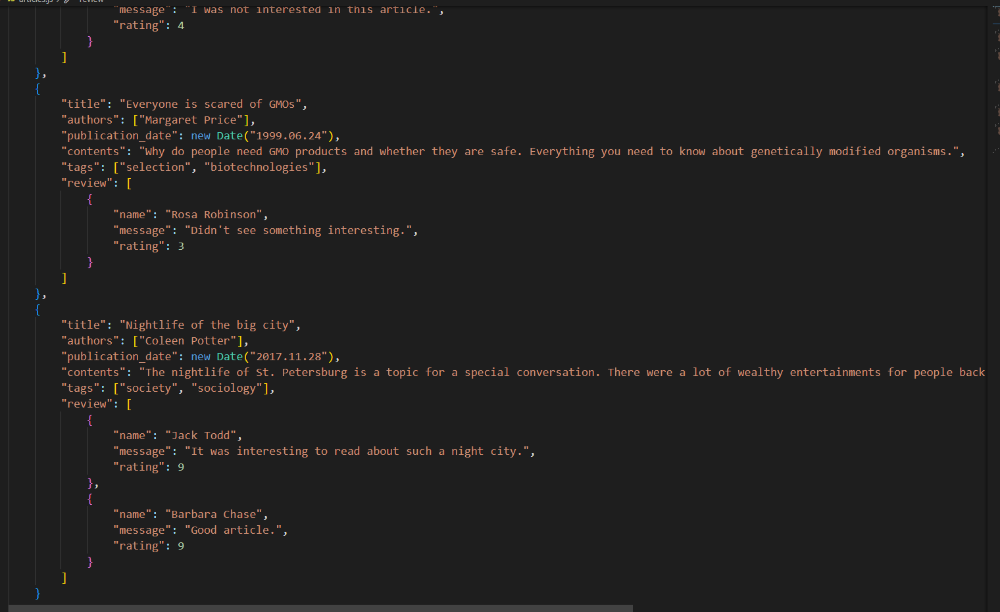 articles.js > review
"message": "I was not interested in this article.",
"rating": 4
}
]
},
{
"title": "Everyone is scared of GMOs",
"authors": ["Margaret Price"],
"publication_date": new Date("1999.06.24"),
"contents": "Why do people need GMO products and whether they are safe. Everything you need to know about genetically modified organisms.",
"tags": ["selection", "biotechnologies"],
"review": [
{
"name": "Rosa Robinson",
"message": "Didn't see something interesting.",
"rating": 3
}
]
},
{
"title": "Nightlife of the big city",
"authors": ["Coleen Potter"],
"publication_date": new Date("2017.11.28"),
"contents": "The nightlife of St. Petersburg is a topic for a special conversation. There were a lot of wealthy entertainments for people back
"tags": ["society", "sociology"],
"review": [
{
"name": "Jack Todd",
"message": "It was interesting to read about such a night city.",
"rating": 9
},
{
"name": "Barbara Chase",
"message": "Good article.",
"rating": 9
}
]
}